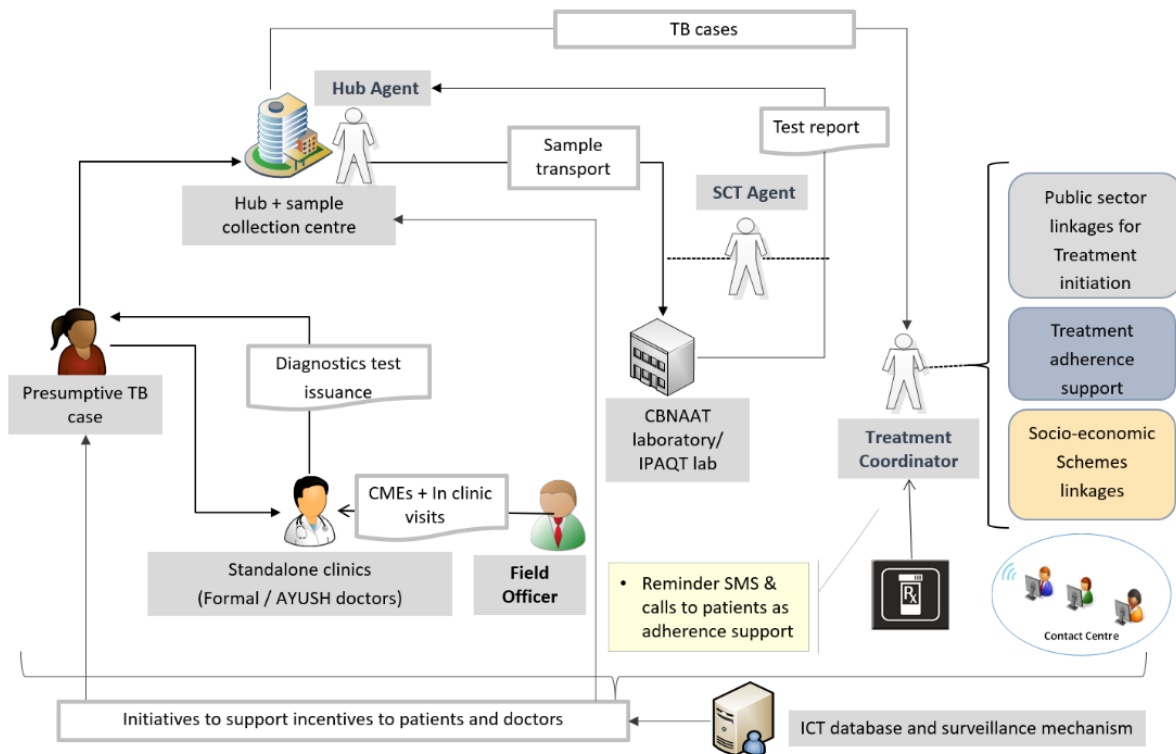 TB cases
Hub Agent
Test report
Sample
transport
SCT Agent
Hub + sample
collection centre
Public sector
linkages for
Treatment
initiation
Diagnostics test
issuance
Presumptive TB
case
Treatment
adherence
support
CBNAAT
laboratory/
IPAQT lab
Treatment
Coordinator
Socio-economic
Schemes
linkages
CMEs + In clinic
visits
Standalone clinics
(Formal / AYUSH doctors)
Field
Officer
• Reminder SMS &
calls to patients as
adherence support
Rx
Contact Centre
Initiatives to support incentives to patients and doctors
ICT database and surveillance mechanism